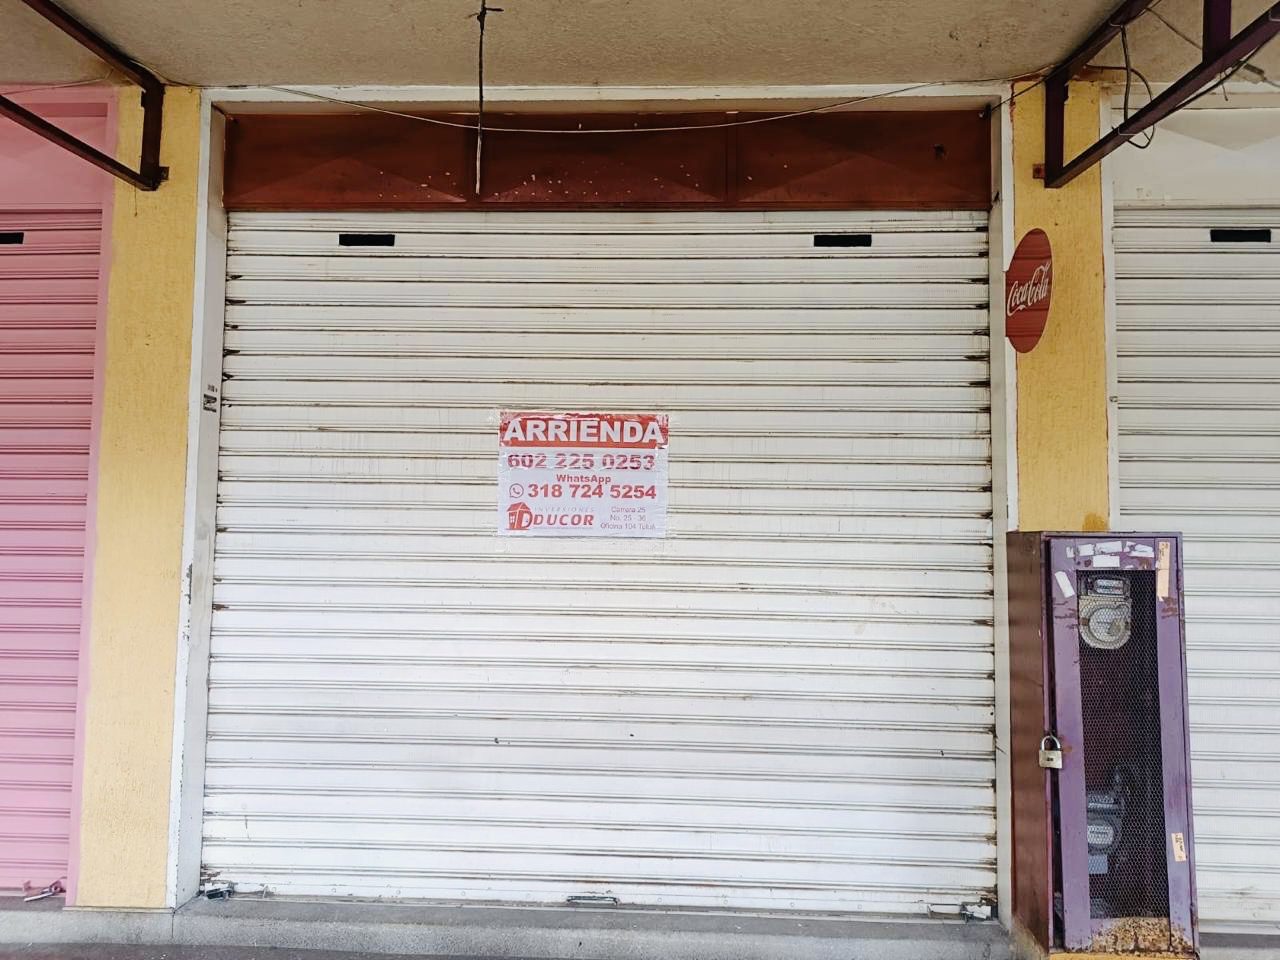 Coca-Cola
ARRIENDA
602 225 0253
WhatsApp
318 724 5254
INVERSIONES
DUCOR
Carrera 25
No. 25 - 36
Oficina 104 Tuluá